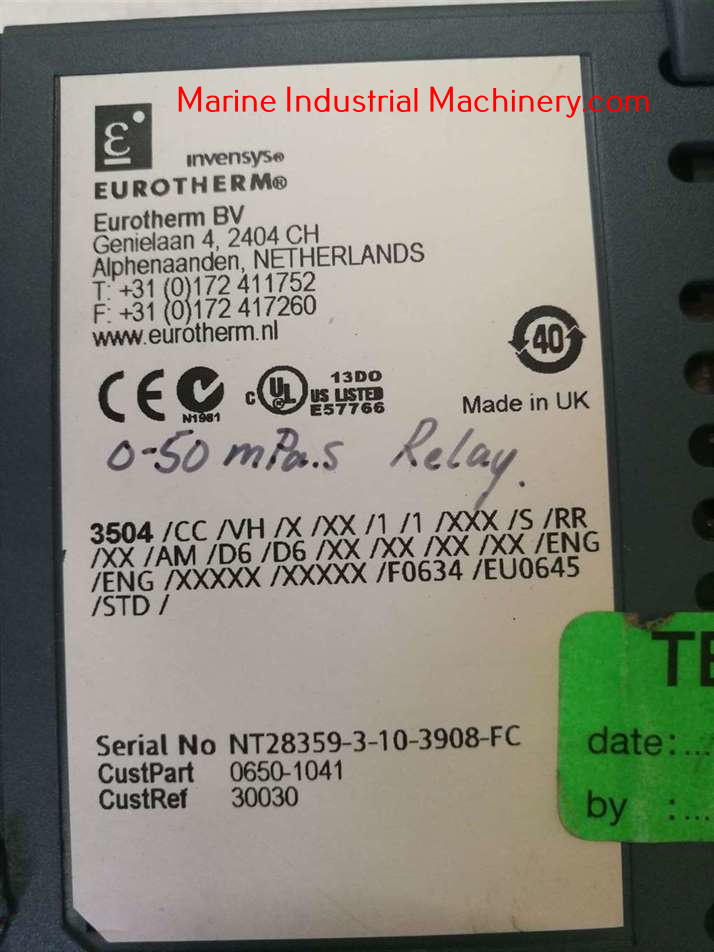 Marine Industrial Machinery.com
ε
invensys®
EUROTHERM®
Eurotherm BV
Genielaan 4, 2404 CH
Alphenaanden, NETHERLANDS
T: +31 (0)172 411752
F: +31 (0)172 417260
www.eurotherm.nl
40
CE N1961 C UL ® 13DO
US LISTED
E57766
Made in UK
0-50 mPa.s Relay.
3504 /CC /VH /X /XX /1 /1 /XXX /S /RR
/XX /AM /D6 /D6 /XX /XX /XX /XX /ENG
/ENG /XXXXX /XXXXX /F0634 /EU0645
/STD /
TE
Serial No NT28359-3-10-3908-FC
date:...
CustPart 0650-1041
CustRef 30030
by :....